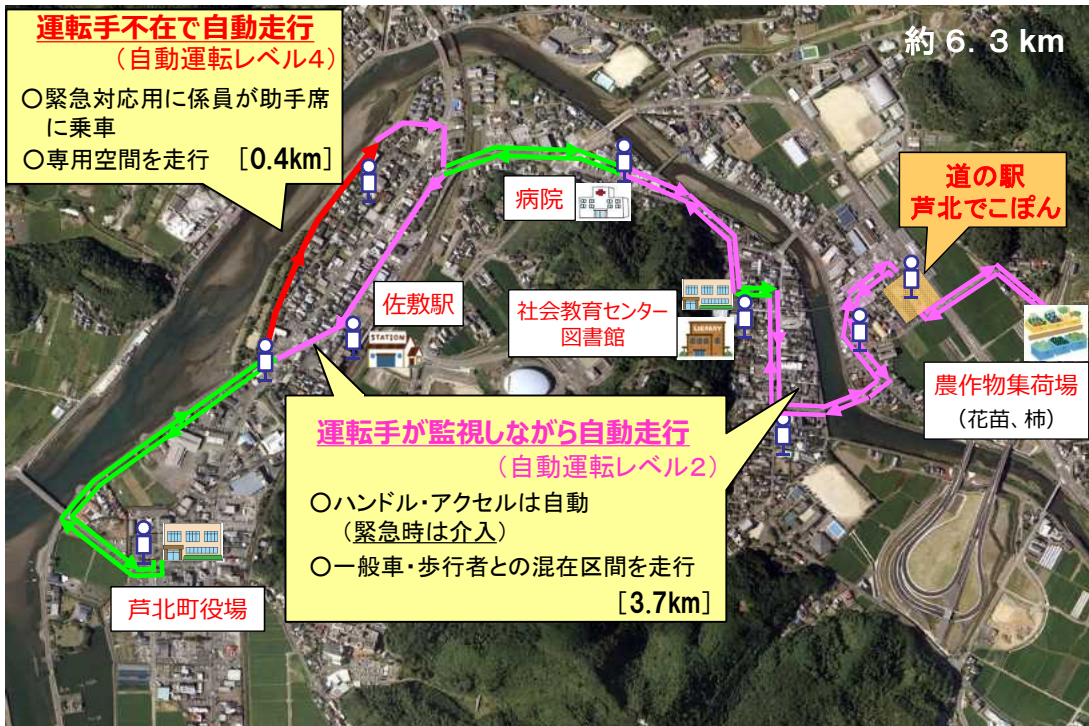 運転手不在で自動走行
（自動運転レベル4）
○緊急対応用に係員が助手席
に乗車
○専用空間を走行 [0.4km]
約6.3km
道の駅
芦北でこぽん
病院
佐敷駅
STATION
社会教育センター
図書館
LIBRARY
農作物集荷場
（花苗、柿）
運転手が監視しながら自動走行
（自動運転レベル2）
○ハンドル・アクセルは自動
（緊急時は介入）
○一般車・歩行者との混在区間を走行
[3.7km]
芦北町役場